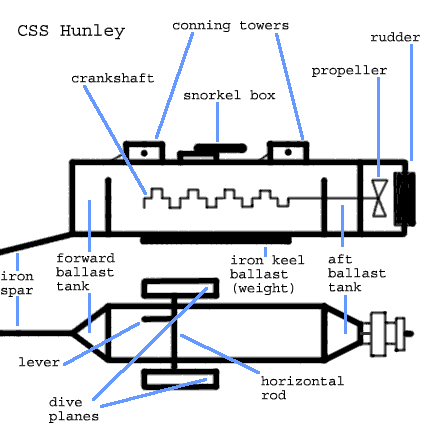 CSS Hunley
conning towers
rudder
crankshaft
propeller
snorkel box
iron
spar
forward
ballast
tank
iron keel
ballast
(weight)
aft
ballast
tank
lever
dive
planes
horizontal
rod